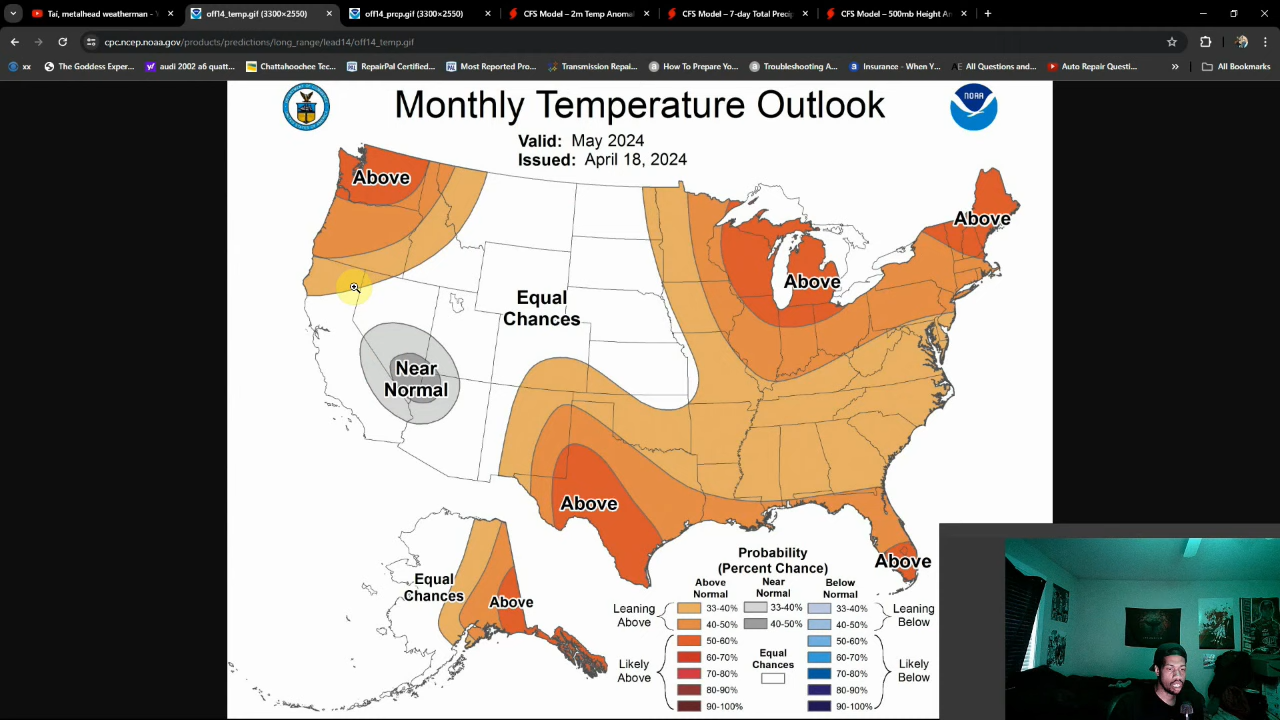 Tai, metalhead weatherman -
off14_temp.gif (3300×2550)
off14_prcp.gif (3300×2550)
CFS Model – 2m Temp Anoma
CFS Model – 7-day Total Precip
CFS Model – 500mb Height An
cpc.ncep.noaa.gov/products/predictions/long_range/lead14/off14_temp.gif
xx
The Goddess Exper...
audi 2002 a6 quatt...
Chattahoochee Tec...
RepairPal Certified...
Most Reported Pro...
Transmission Repai...
How To Prepare Yo...
Troubleshooting A...
Insurance - When Y...
AE All Questions and...
Auto Repair Questi...
All Bookmarks
Monthly Temperature Outlook
NOAA
Valid: May 2024
Issued: April 18, 2024
Above
Above
Above
Equal
Chances
Near
Normal
Above
Above
Equal
Chances
Above
Probability
(Percent Chance)
Above
Normal
Near
Normal
Below
Normal
Leaning
Above
33-40%
33-40%
33-40%
Leaning
Below
40-50%
40-50%
40-50%
50-60%
50-60%
Likely
Above
60-70%
Equal
Chances
60-70%
Likely
Below
70-80%
70-80%
80-90%
80-90%
90-100%
90-100%